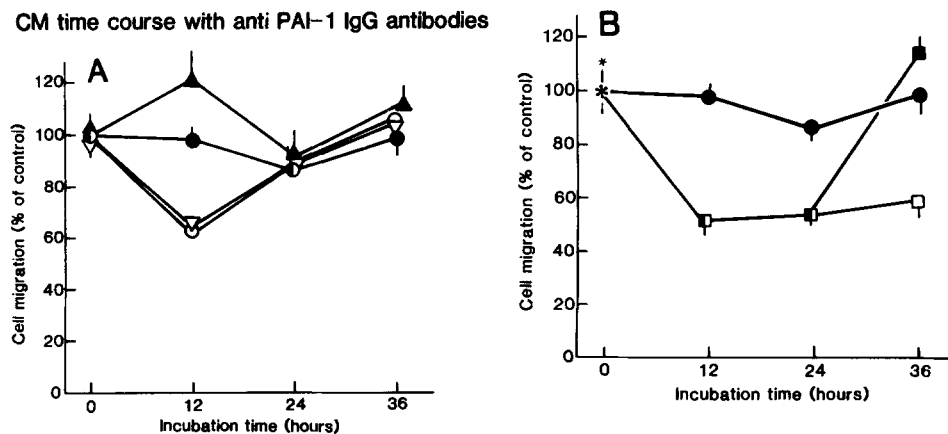 CM time course with anti PAI-1 IgG antibodies
A
Cell migration (% of control)
120
100
80
60
40
20
0
0 12 24 36
Incubation time (hours)
B
Cell migration (% of control)
120
100
80
60
40
20
0
*
*
0 12 24 36
Incubation time (hours)